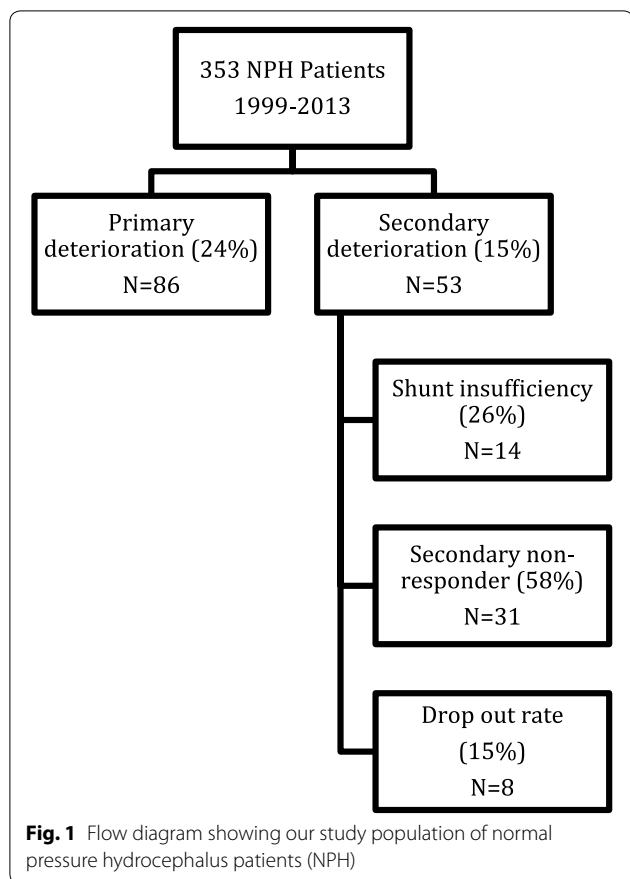 353 NPH Patients
1999-2013
Primary
deterioration (24%)
N=86
Secondary
deterioration (15%)
N=53
Shunt insufficiency
(26%)
N=14
Secondary non-
responder (58%)
N=31
Drop out rate
(15%)
N=8
Fig. 1 Flow diagram showing our study population of normal
pressure hydrocephalus patients (NPH)